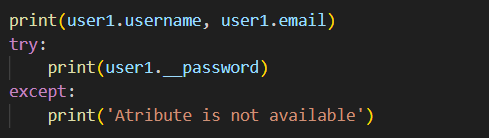 print(user1.username, user1.email)
try:
    print(user1.__password)
except:
    print('Atribute is not available')